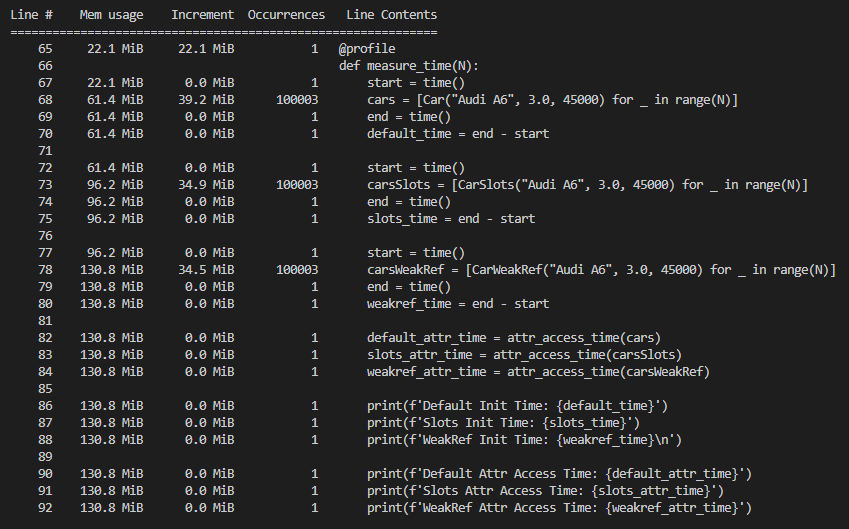 Line #    Mem usage    Increment  Occurrences   Line Contents
=============================================================
    65     22.1 MiB     22.1 MiB           1   @profile
    66                                         def measure_time(N):
    67     22.1 MiB      0.0 MiB           1       start = time()
    68     61.4 MiB     39.2 MiB      100003       cars = [Car("Audi A6", 3.0, 45000) for _ in range(N)]
    69     61.4 MiB      0.0 MiB           1       end = time()
    70     61.4 MiB      0.0 MiB           1       default_time = end - start
    71
    72     61.4 MiB      0.0 MiB           1       start = time()
    73     96.2 MiB     34.9 MiB      100003       carsSlots = [CarSlots("Audi A6", 3.0, 45000) for _ in range(N)]
    74     96.2 MiB      0.0 MiB           1       end = time()
    75     96.2 MiB      0.0 MiB           1       slots_time = end - start
    76
    77     96.2 MiB      0.0 MiB           1       start = time()
    78    130.8 MiB     34.5 MiB      100003       carsWeakRef = [CarWeakRef("Audi A6", 3.0, 45000) for _ in range(N)]
    79    130.8 MiB      0.0 MiB           1       end = time()
    80    130.8 MiB      0.0 MiB           1       weakref_time = end - start
    81
    82    130.8 MiB      0.0 MiB           1       default_attr_time = attr_access_time(cars)
    83    130.8 MiB      0.0 MiB           1       slots_attr_time = attr_access_time(carsSlots)
    84    130.8 MiB      0.0 MiB           1       weakref_attr_time = attr_access_time(carsWeakRef)
    85
    86    130.8 MiB      0.0 MiB           1       print(f'Default Init Time: {default_time}')
    87    130.8 MiB      0.0 MiB           1       print(f'Slots Init Time: {slots_time}')
    88    130.8 MiB      0.0 MiB           1       print(f'WeakRef Init Time: {weakref_time}\n')
    89
    90    130.8 MiB      0.0 MiB           1       print(f'Default Attr Access Time: {default_attr_time}')
    91    130.8 MiB      0.0 MiB           1       print(f'Slots Attr Access Time: {slots_attr_time}')
    92    130.8 MiB      0.0 MiB           1       print(f'WeakRef Attr Access Time: {weakref_attr_time}')